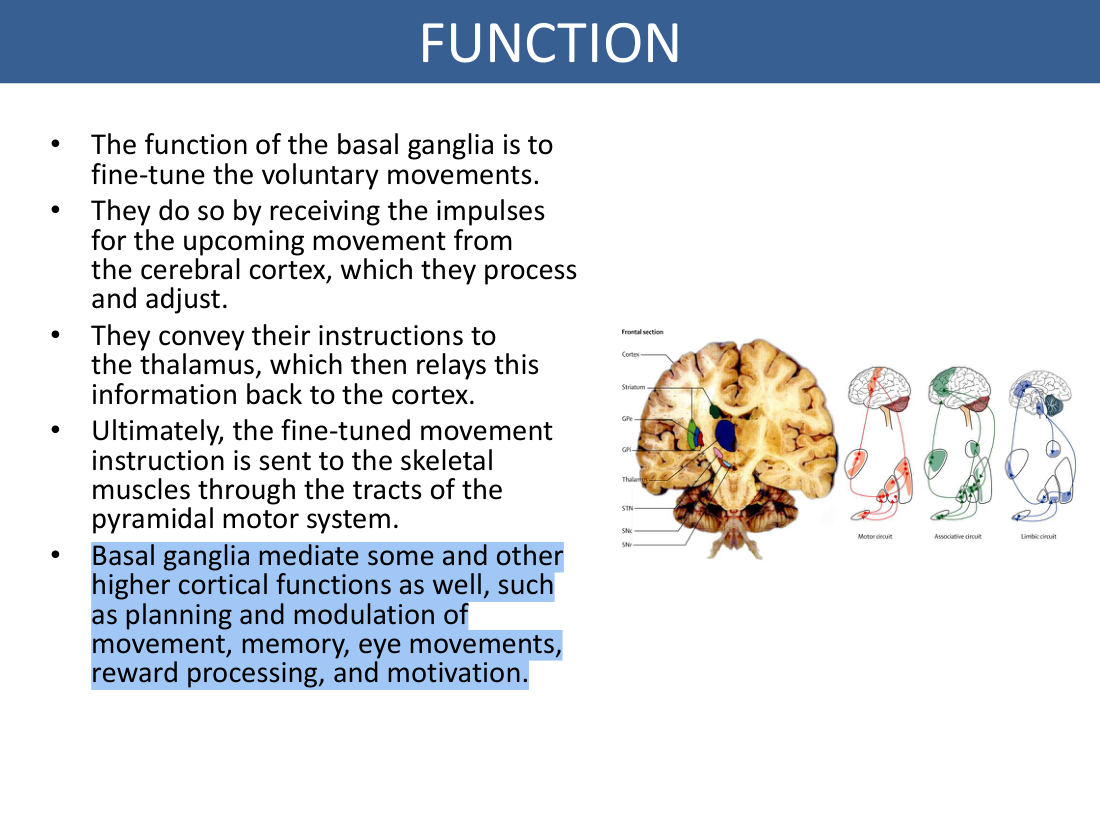 FUNCTION
• The function of the basal ganglia is to
fine-tune the voluntary movements.
• They do so by receiving the impulses
for the upcoming movement from
the cerebral cortex, which they process
and adjust.
• They convey their instructions to
the thalamus, which then relays this
information back to the cortex.
• Ultimately, the fine-tuned movement
instruction is sent to the skeletal
muscles through the tracts of the
pyramidal motor system.
• Basal ganglia mediate some and other
higher cortical functions as well, such
as planning and modulation of
movement, memory, eye movements,
reward processing, and motivation.
Frontal section
Cortex
Striatum
GPe
GPi
Thalamus
STN
SNc
SNr
Motor circuit
Associative circuit
Limbic circuit